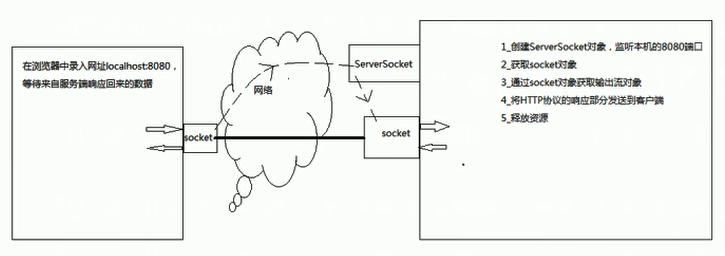 在浏览器中录入网址localhost:8080，
等待来自服务端响应回来的数据
socket
网络
ServerSocket
socket
1_创建ServerSocket对象，监听本机的8080端口
2_获取socket对象
3_通过socket对象获取输出流对象
4_将HTTP协议的响应部分发送到客户端
5_释放资源